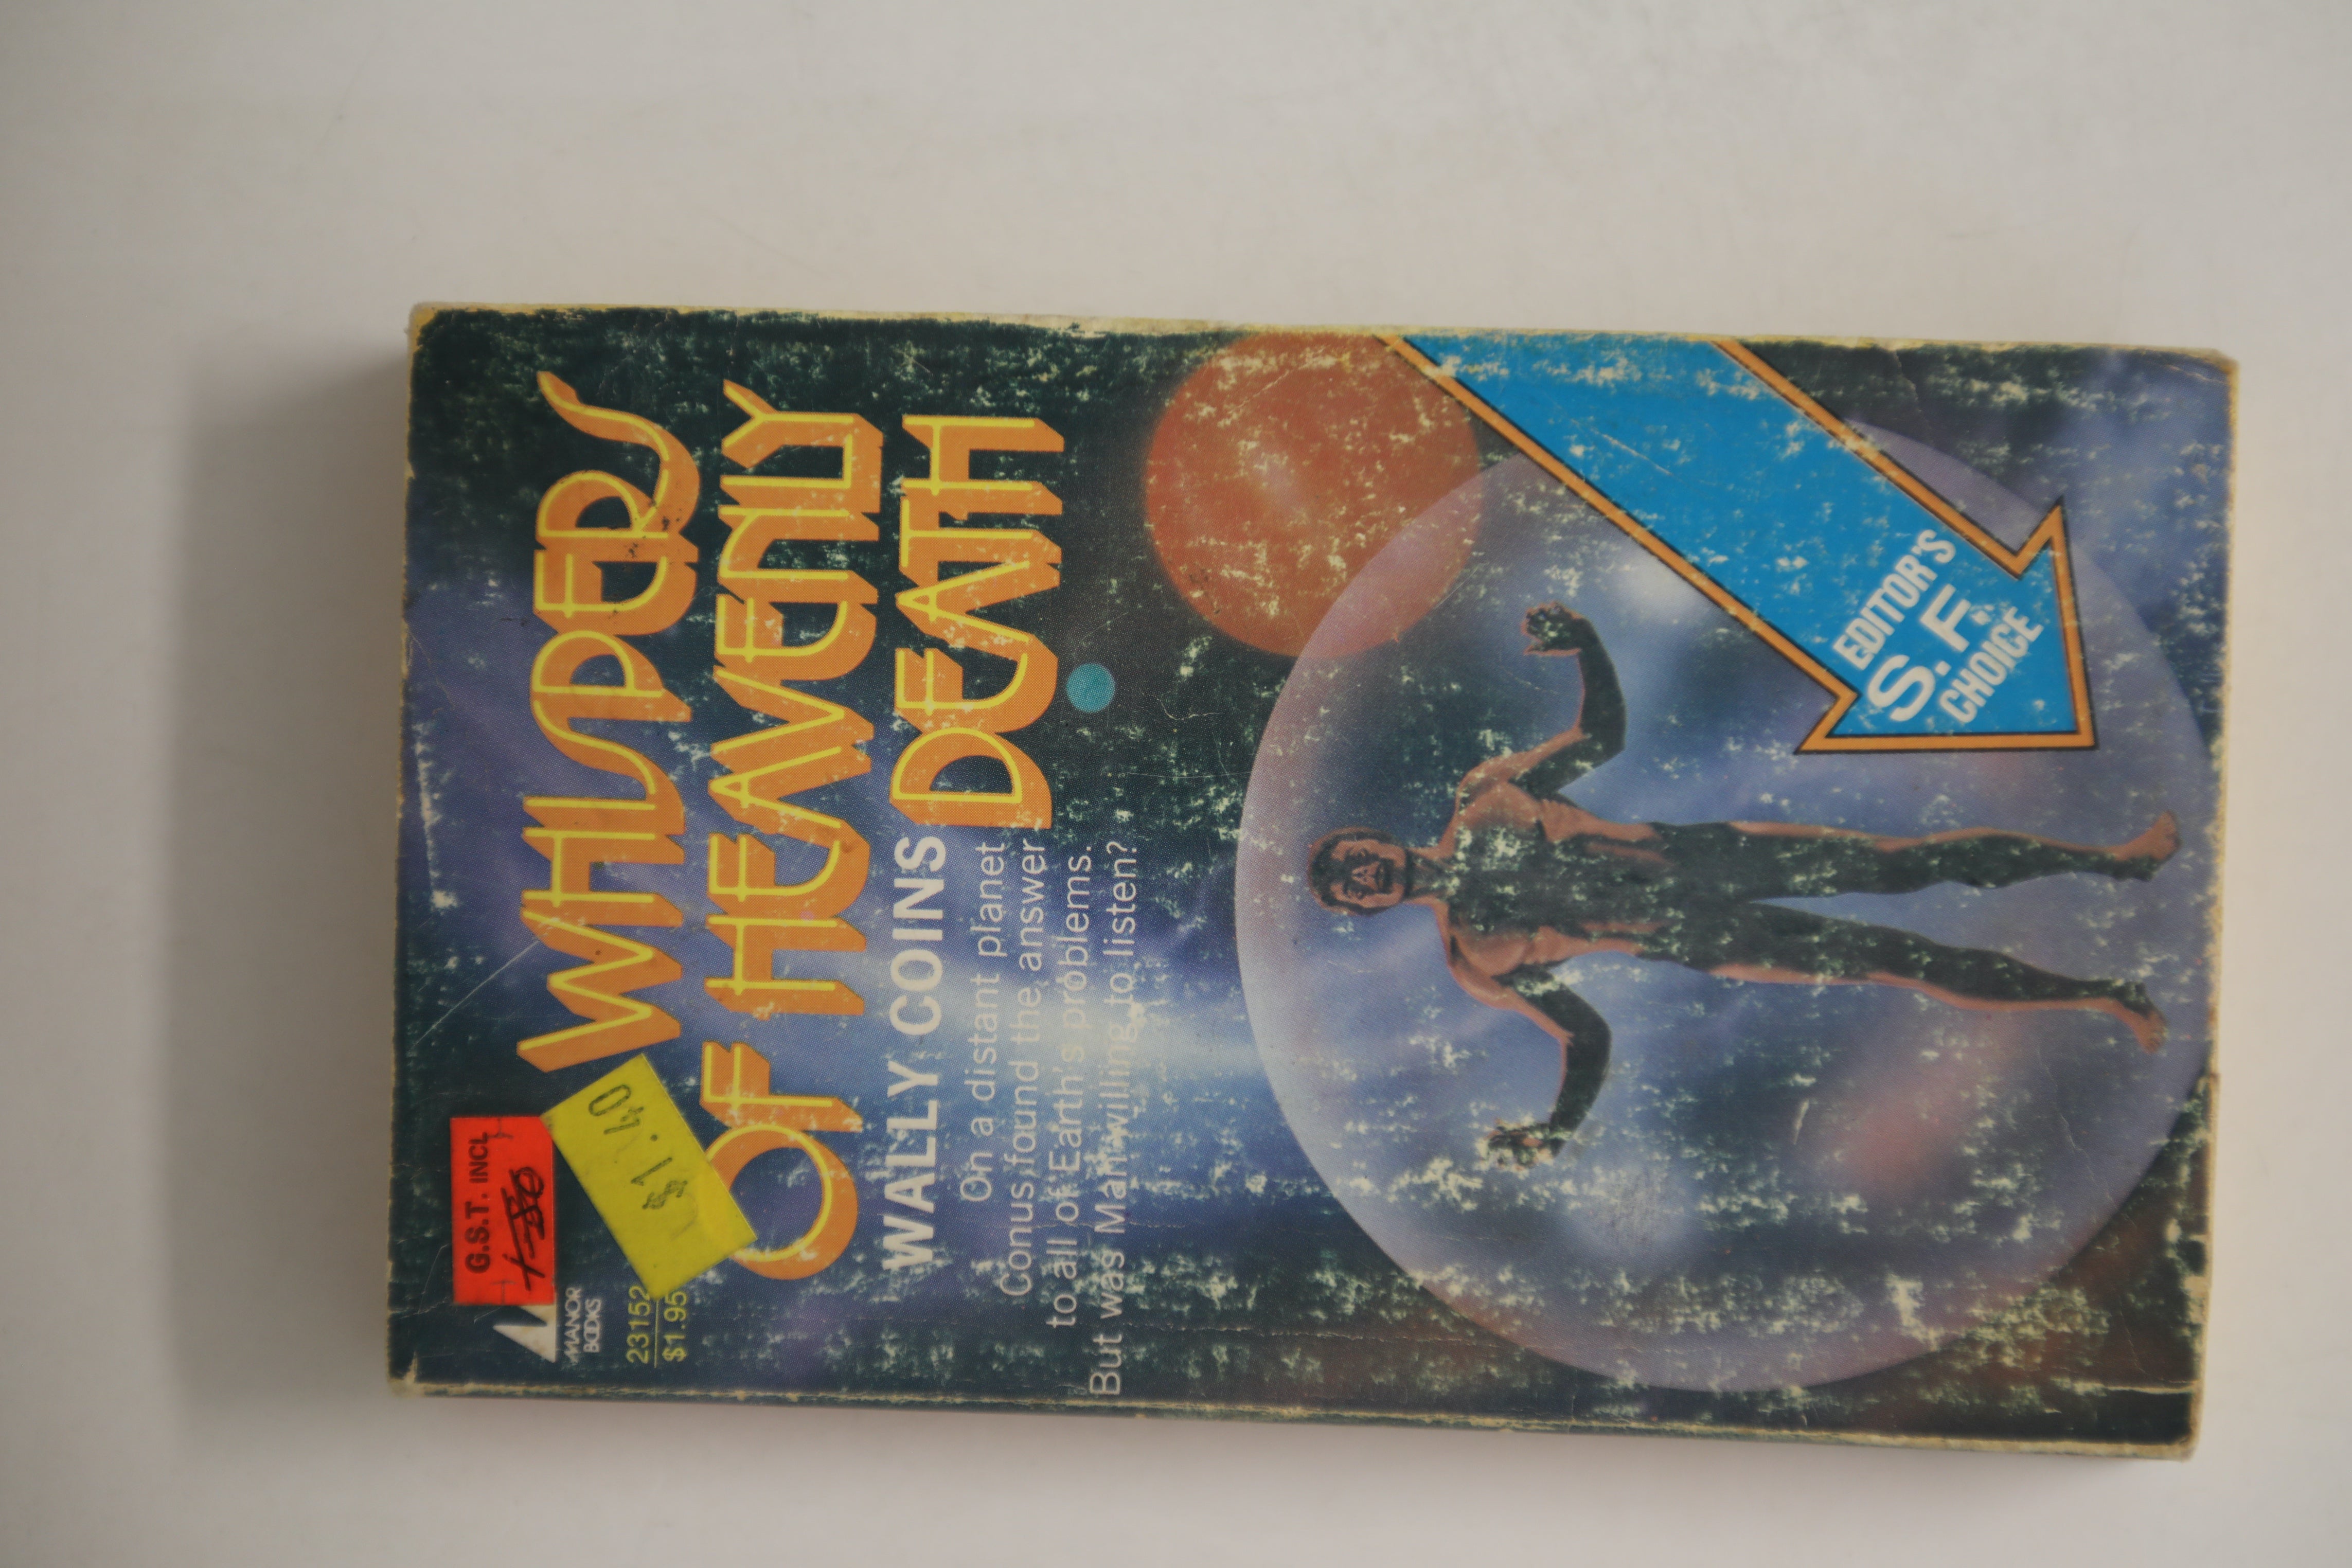 G.S.T. INCL
MANOR
BOOKS
23152
$1.95
$1.40
WHISPERS
OF HEAVENLY
DEATH
WALLY COINS
On a distant planet
Conus found the answer
to all of Earth's problems.
But was Man willing to listen?
EDITOR'S
S. F.
CHOICE